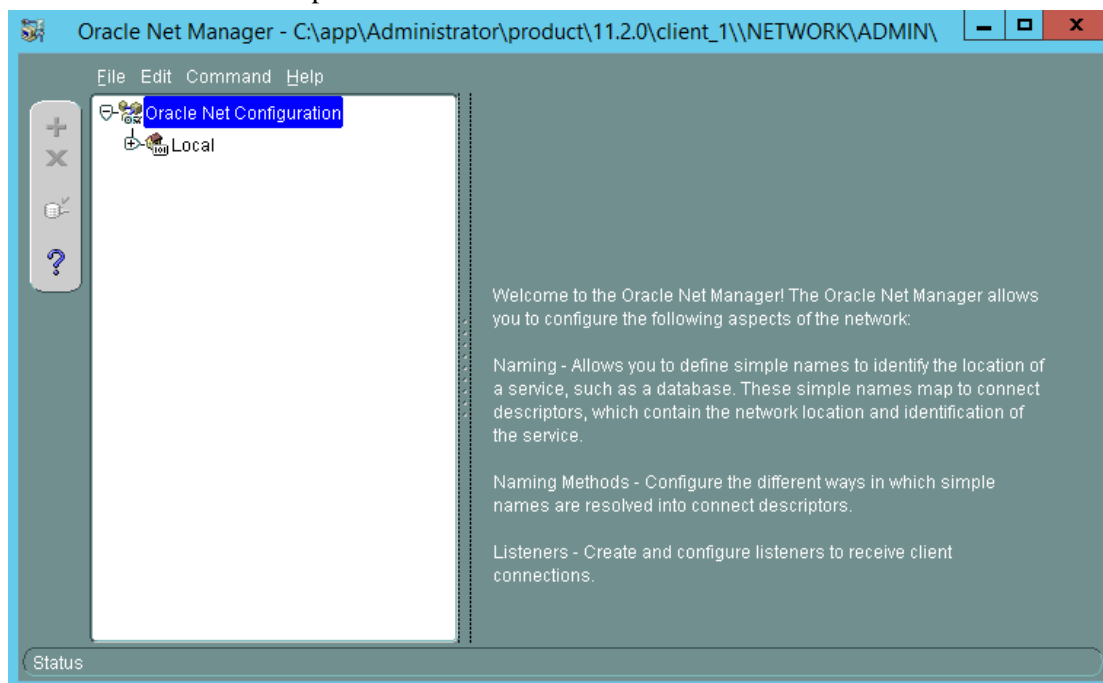 Oracle Net Manager - C:\app\Administrator\product\11.2.0\client_1\\NETWORK\ADMIN\
File Edit Command Help
Oracle Net Configuration
Local
Welcome to the Oracle Net Manager! The Oracle Net Manager allows
you to configure the following aspects of the network:
Naming - Allows you to define simple names to identify the location of
a service, such as a database. These simple names map to connect
descriptors, which contain the network location and identification of
the service.
Naming Methods - Configure the different ways in which simple
names are resolved into connect descriptors.
Listeners - Create and configure listeners to receive client
connections.
Status